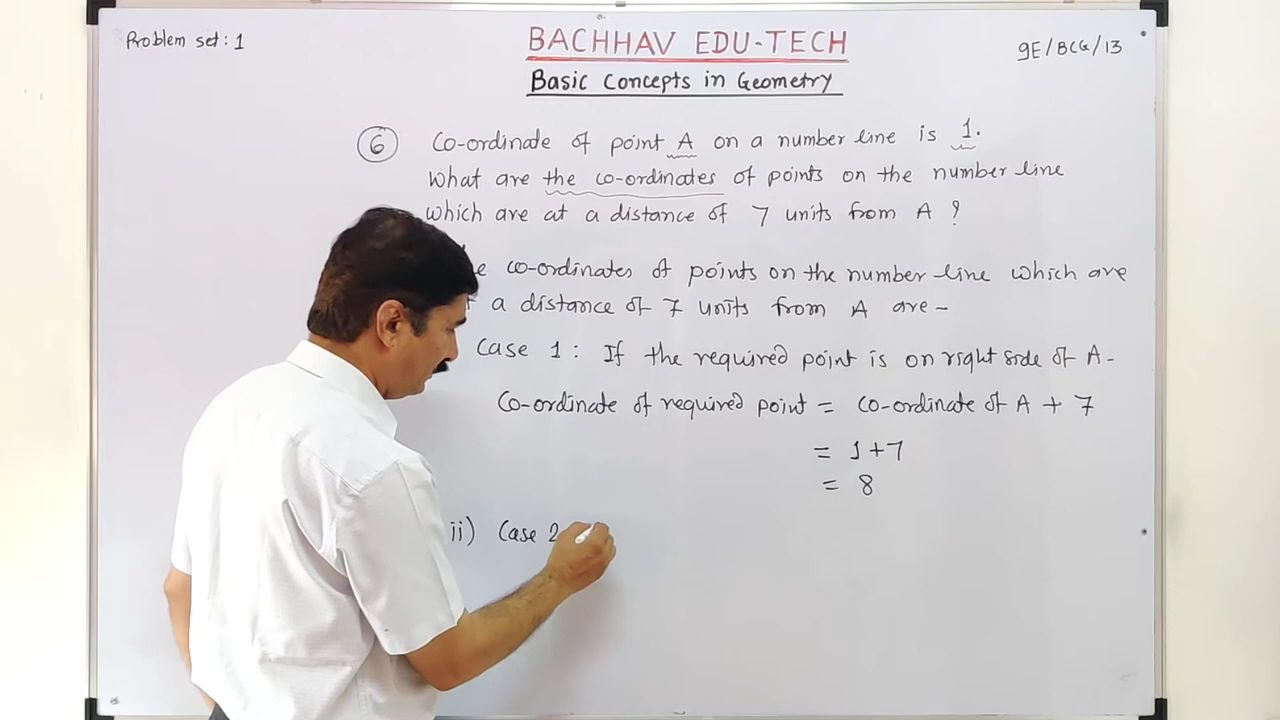 Problem set: 1
BACHHAV EDU-TECH
9E/BCG/13
Basic Concepts in Geometry
6 Co-ordinate of point A on a number line is 1.
What are the co-ordinates of points on the number line
which are at a distance of 7 units from A ?
co-ordinates of points on the number line which are
a distance of 7 units from A are-
Case 1: If the required point is on right side of A-
Co-ordinate of required point = co-ordinate of A + 7
= 1+7
= 8
ii) Case 2